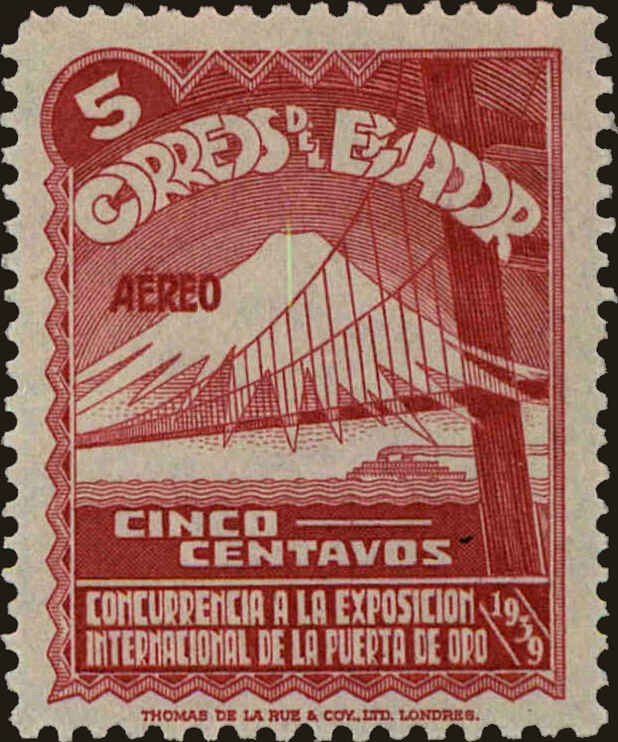 5
CORREOS DEL ECUADOR
AEREO
CINCO
CENTAVOS
CONCURRENCIA A LA EXPOSICION
INTERNACIONAL DE LA PUERTA DE ORO
1939
THOMAS DE LA RUE & COY., LTD. LONDRES.